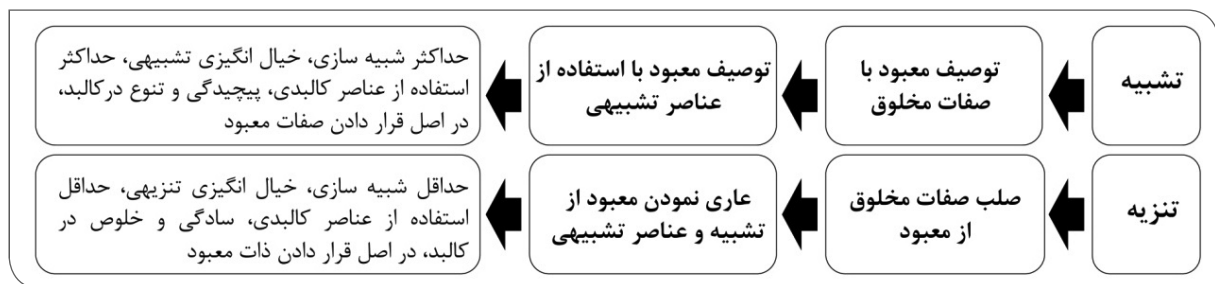 تشبیه
توصیف معبود با
صفات مخلوق
توصیف معبود با استفاده از
عناصر تشبیهی
حداکثر شبیه سازی، خیال انگیزی تشبیهی، حداکثر
استفاده از عناصر کالبدی، پیچیدگی و تنوع درکالبد،
در اصل قرار دادن صفات معبود
تنزیه
صلب صفات مخلوق
از معبود
عاری نمودن معبود از
تشبیه و عناصر تشبیهی
حداقل شبیه سازی، خیال انگیزی تنزیهی، حداقل
استفاده از عناصر کالبدی، سادگی و خلوص در
کالبد، در اصل قرار دادن ذات معبود